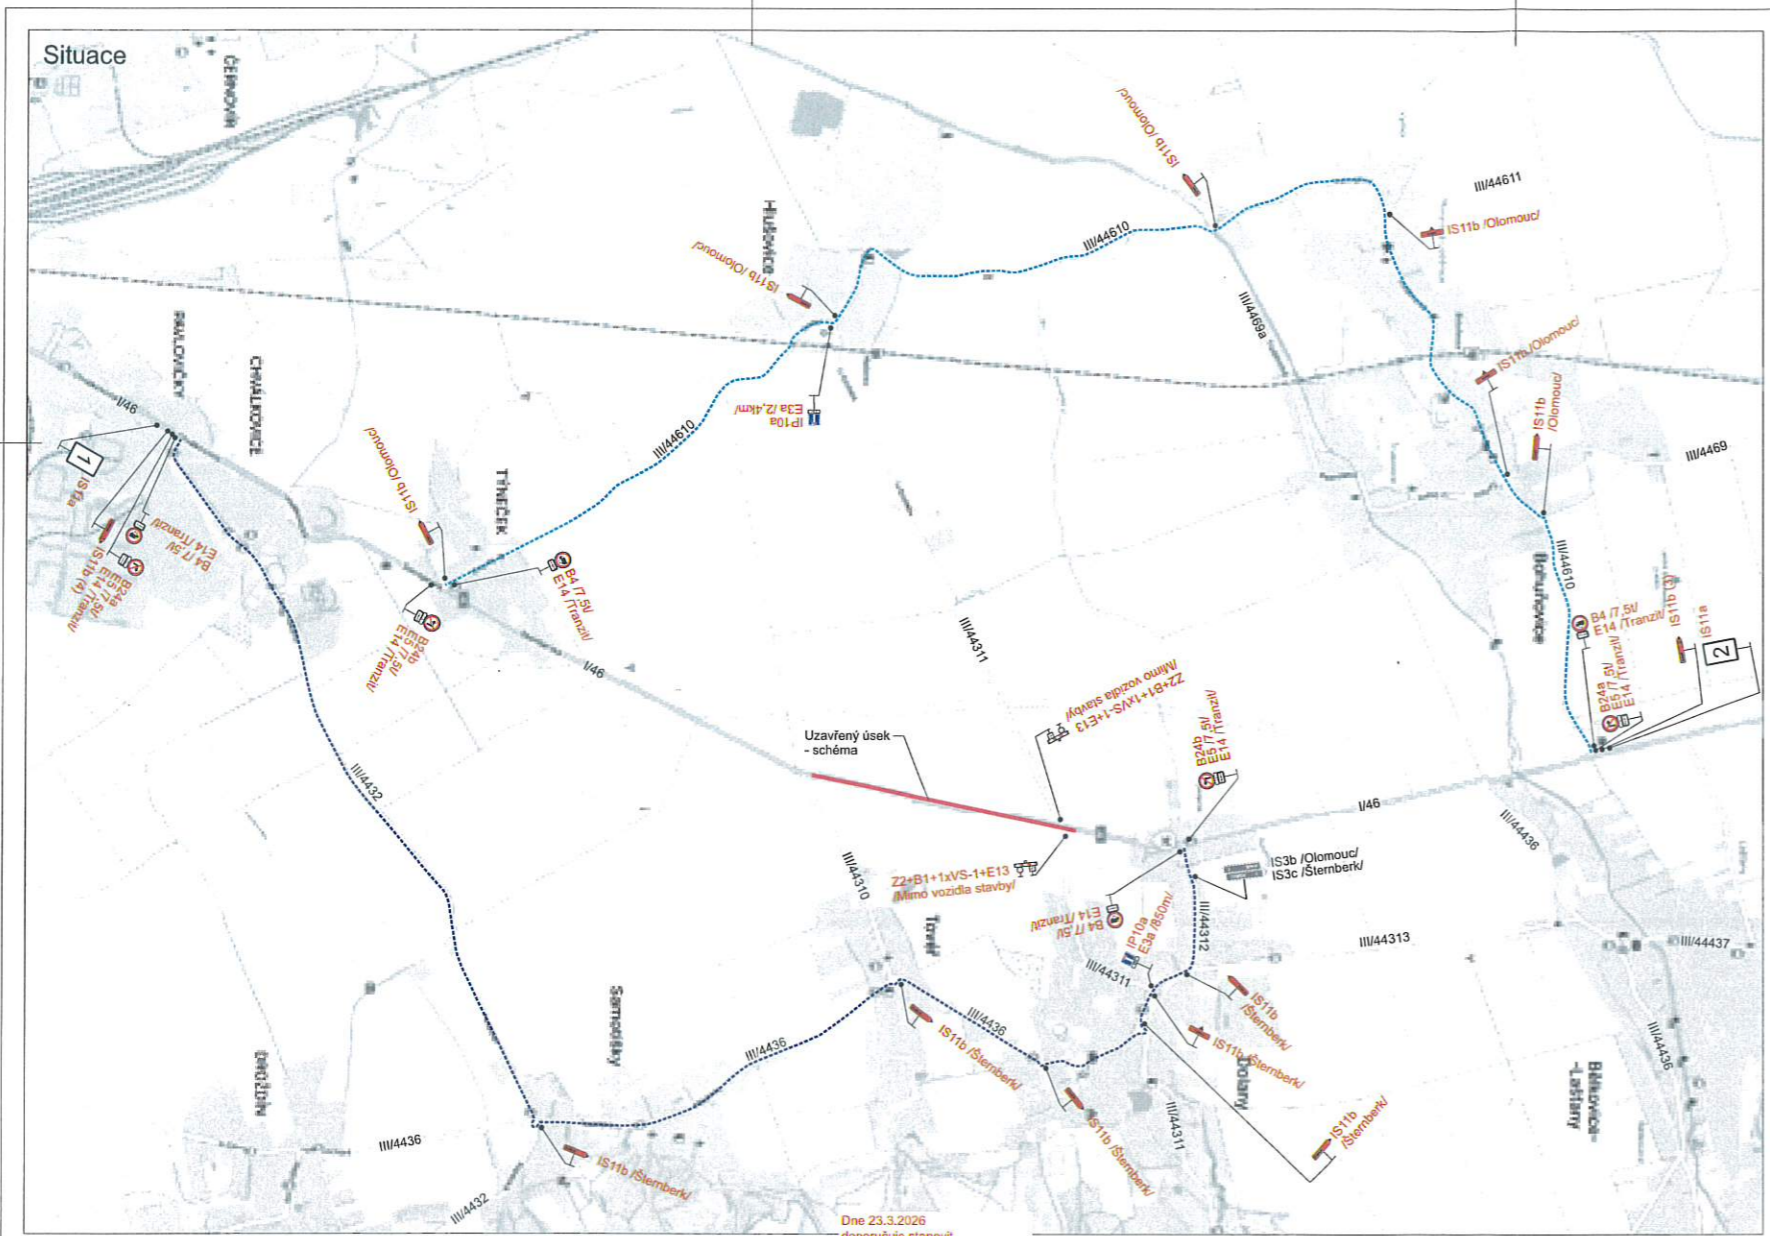 Situace
ČERNOVÍR
IS11b /Olomouc/
III/44611
IS11b /Olomouc/
Hlušovice
III/44610
IS11b /Olomouc/
III/4469a
IS11a /Olomouc/
IS11b
/Olomouc/
III/4469
PAVLOVIČKY
CHVÁLKOVICE
I/46
IP10a
E3a /2,4km/
III/44610
IS11b /Olomouc/
TÝNEČEK
1
IS11a
B4 /7,5t/
E14 /Tranzit/
IS11b (4)
B24a
E5 /7,5t/
E14 /Tranzit/
B4 /7,5t/
E14 /Tranzit/
B24b
E5 /7,5t/
E14 /Tranzit/
I/46
III/44311
Bohuňovice
III/44610
B4 /7,5t/
E14 /Tranzit/
IS11b (3)
IS11a
2
B24a
E5 /7,5t/
E14 /Tranzit/
Z2+B1+1xVS-1+E13
/Mimo vozidla stavby/
Uzavřený úsek
- schéma
B24b
E5 /7,5t/
E14 /Tranzit/
III/4432
I/46
III/44436
Z2+B1+1xVS-1+E13
/Mimo vozidla stavby/
III/44310
IS3b /Olomouc/
IS3c /Šternberk/
B4 /7,5t/
E14 /Tranzit/
IP10a
E3a /850m/
III/44312
III/44313
III/44437
Tovéř
III/44311
IS11b
/Šternberk/
Samotišky
III/4436
III/4436
IS11b /Šternberk/
IS11b /Šternberk/
Dolany
III/44436
Bělkovice-
-Lašťany
DROŽDÍN
III/4436
IS11b /Šternberk/
III/44311
IS11b
/Šternberk/
IS11b /Šternberk/
III/4432
Dne 23.3.2026
doporučuje stanovit